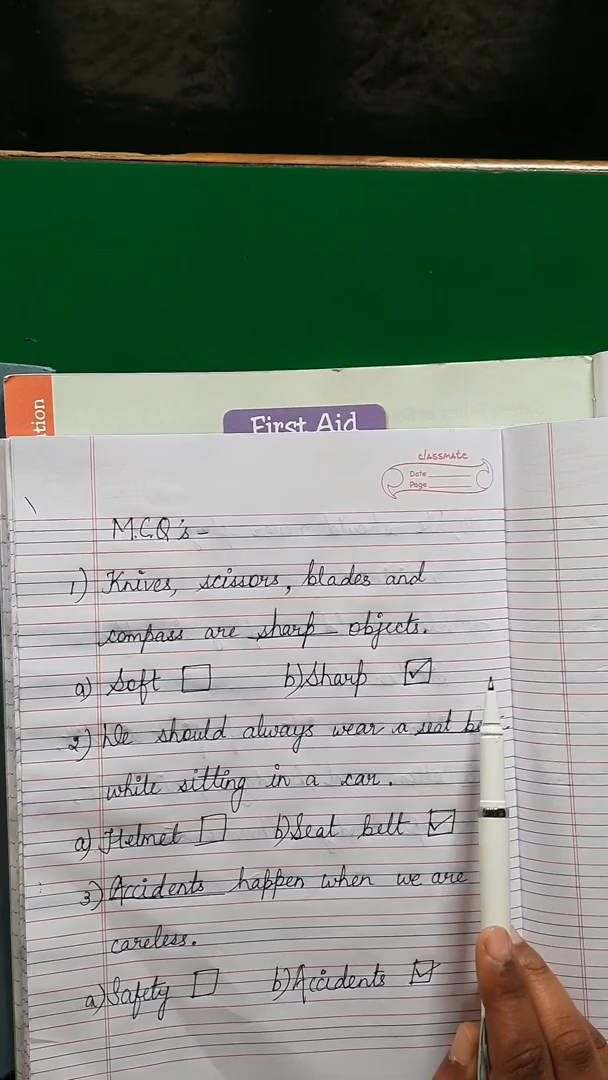 tion
First Aid
classmate
Date
Page
M.C.Q's-
1) Knives, scissors, blades and
compass are sharp objects.
a) Soft b) Sharp
2) We should always wear a seat
while sitting in a car.
a) Helmet b) Seat belt
3) Accidents happen when we are
careless.
a) Safety b) Accidents